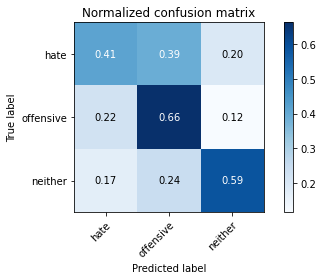 Normalized confusion matrix
True label
hate
offensive
neither
0.41 0.39 0.20
0.22 0.66 0.12
0.17 0.24 0.59
hate
offensive
neither
Predicted label
0.6
0.5
0.4
0.3
0.2